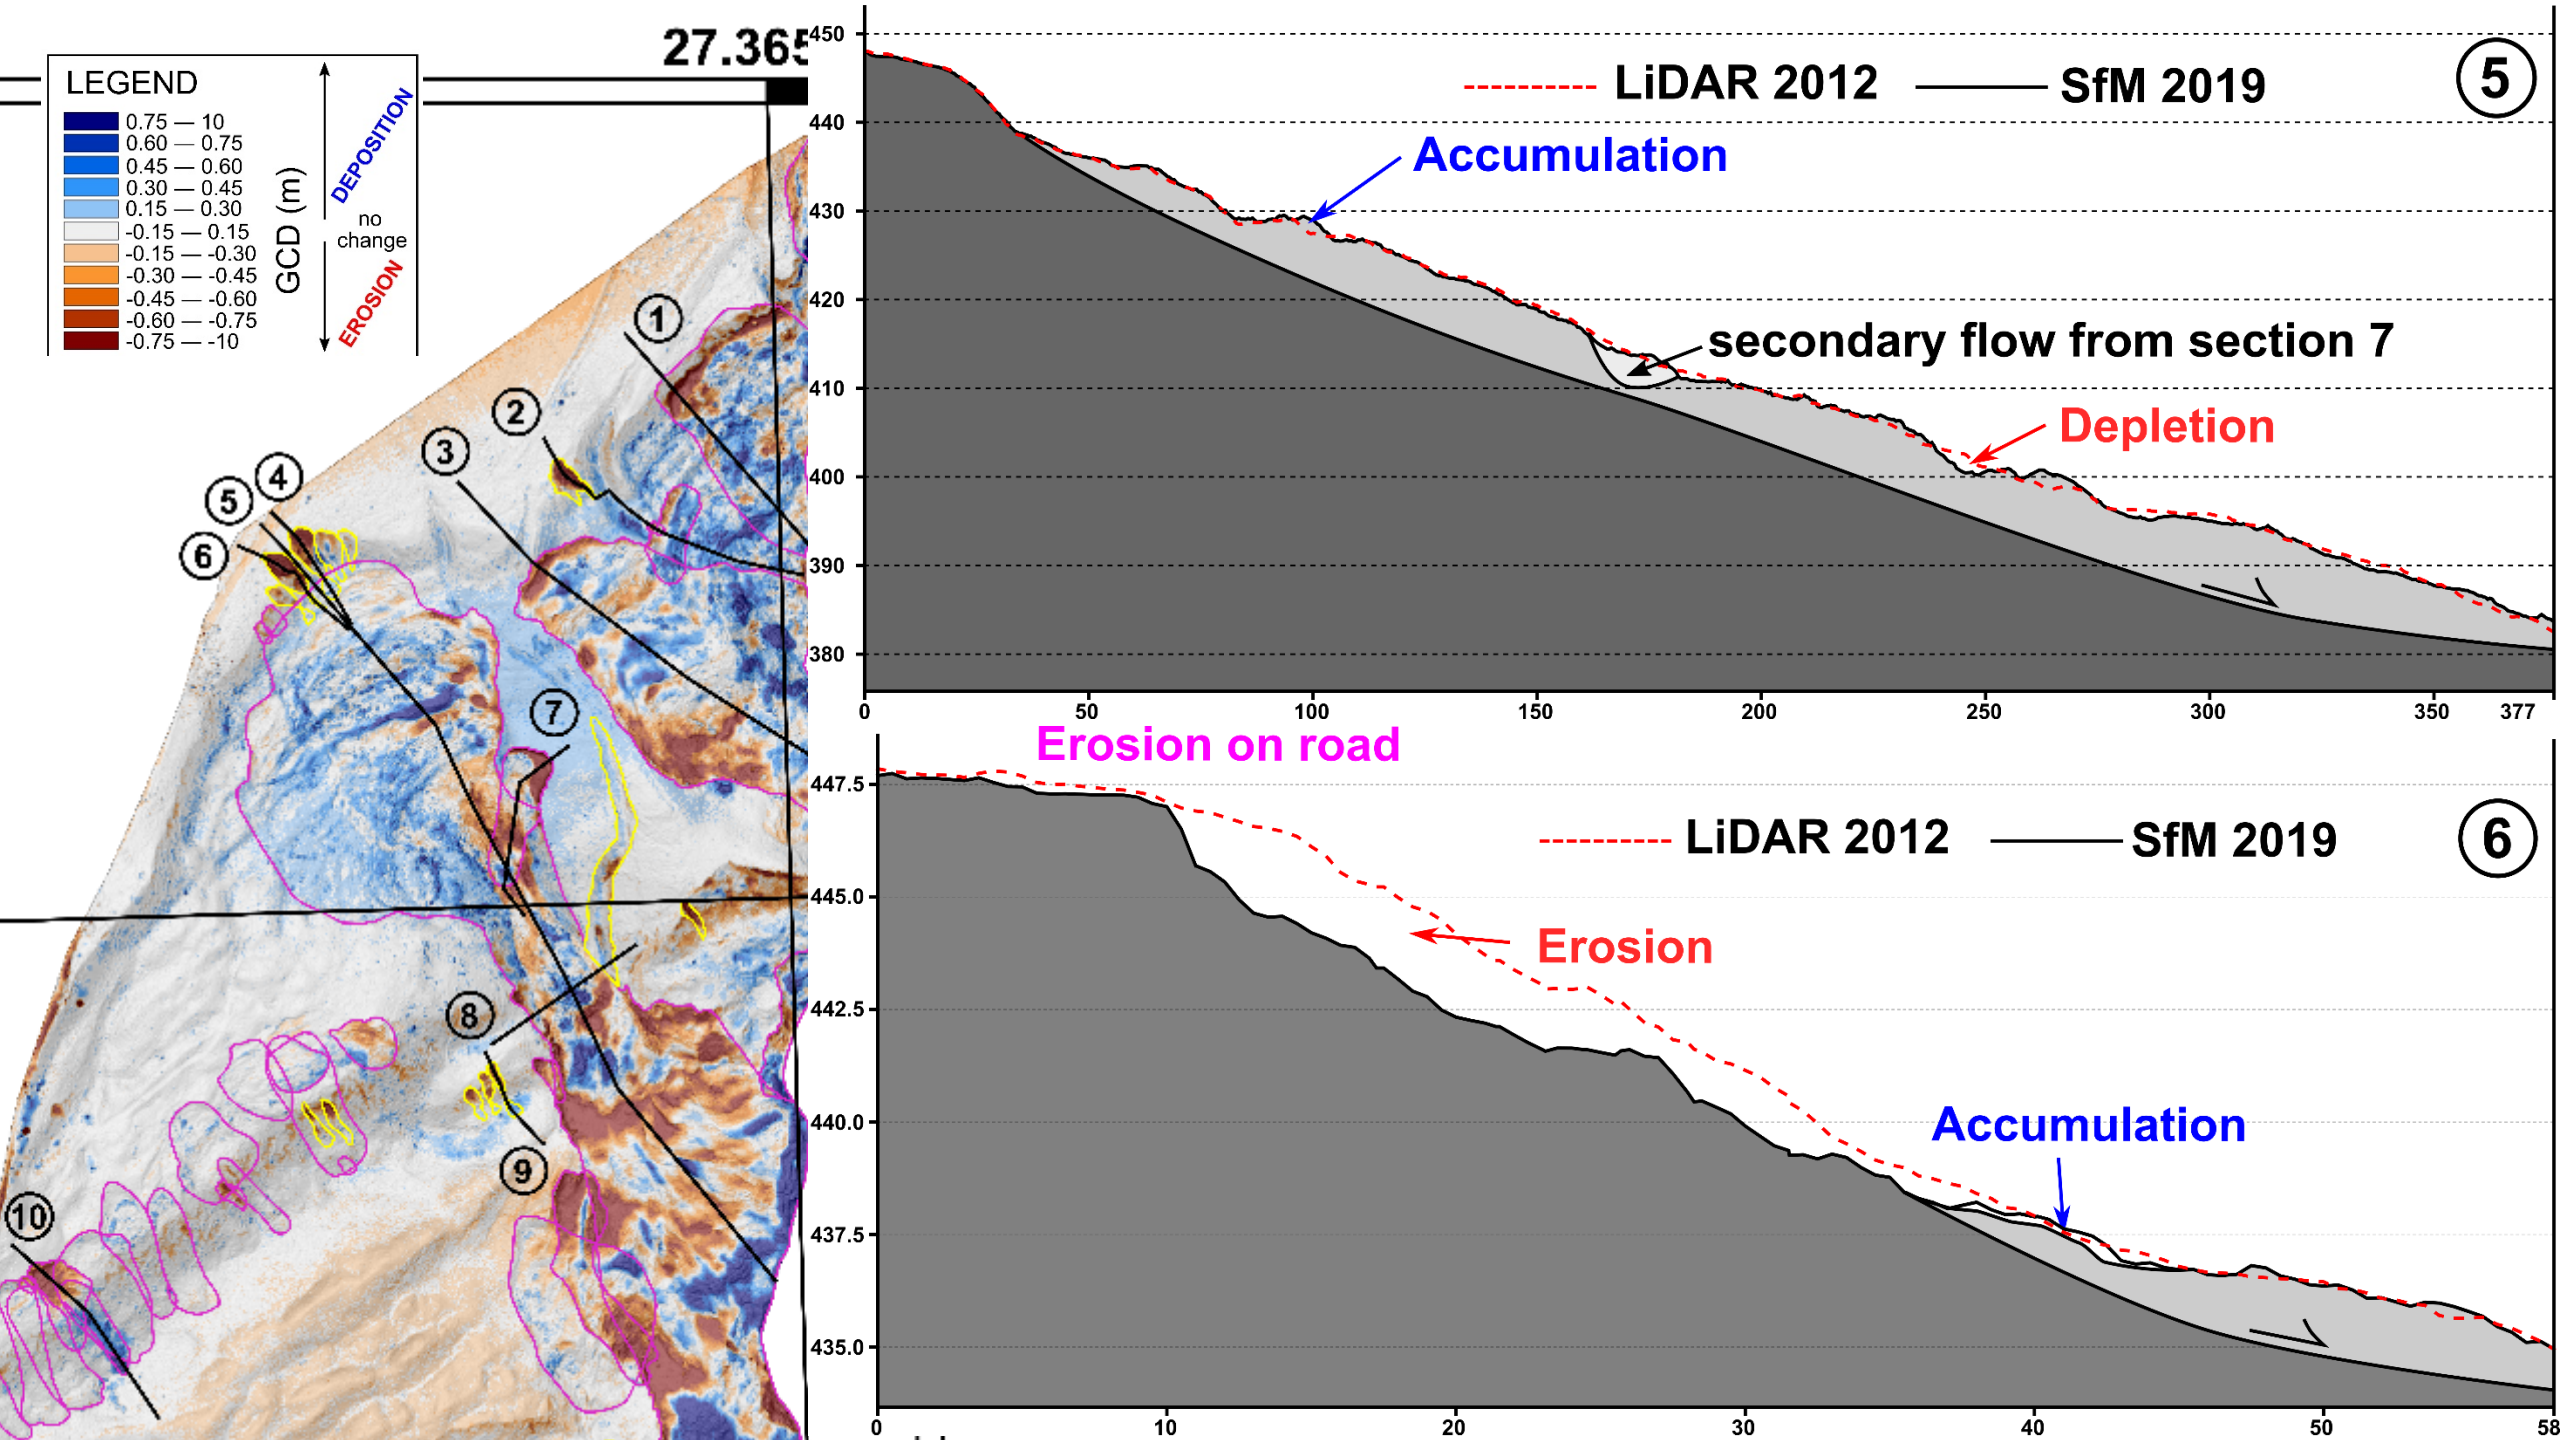 27.365
LEGEND
0.75 — 10
0.60 — 0.75
0.45 — 0.60
0.30 — 0.45
0.15 — 0.30
-0.15 — 0.15
-0.15 — -0.30
-0.30 — -0.45
-0.45 — -0.60
-0.60 — -0.75
-0.75 — -10
GCD (m)
DEPOSITION
no
change
EROSION
1
2
3
4
5
6
7
8
9
10
450
440
430
420
410
400
390
380
LiDAR 2012
SfM 2019
5
Accumulation
secondary flow from section 7
Depletion
0
50
100
150
200
250
300
350
377
Erosion on road
447.5
445.0
442.5
440.0
437.5
435.0
LiDAR 2012
SfM 2019
6
Erosion
Accumulation
0
10
20
30
40
50
58